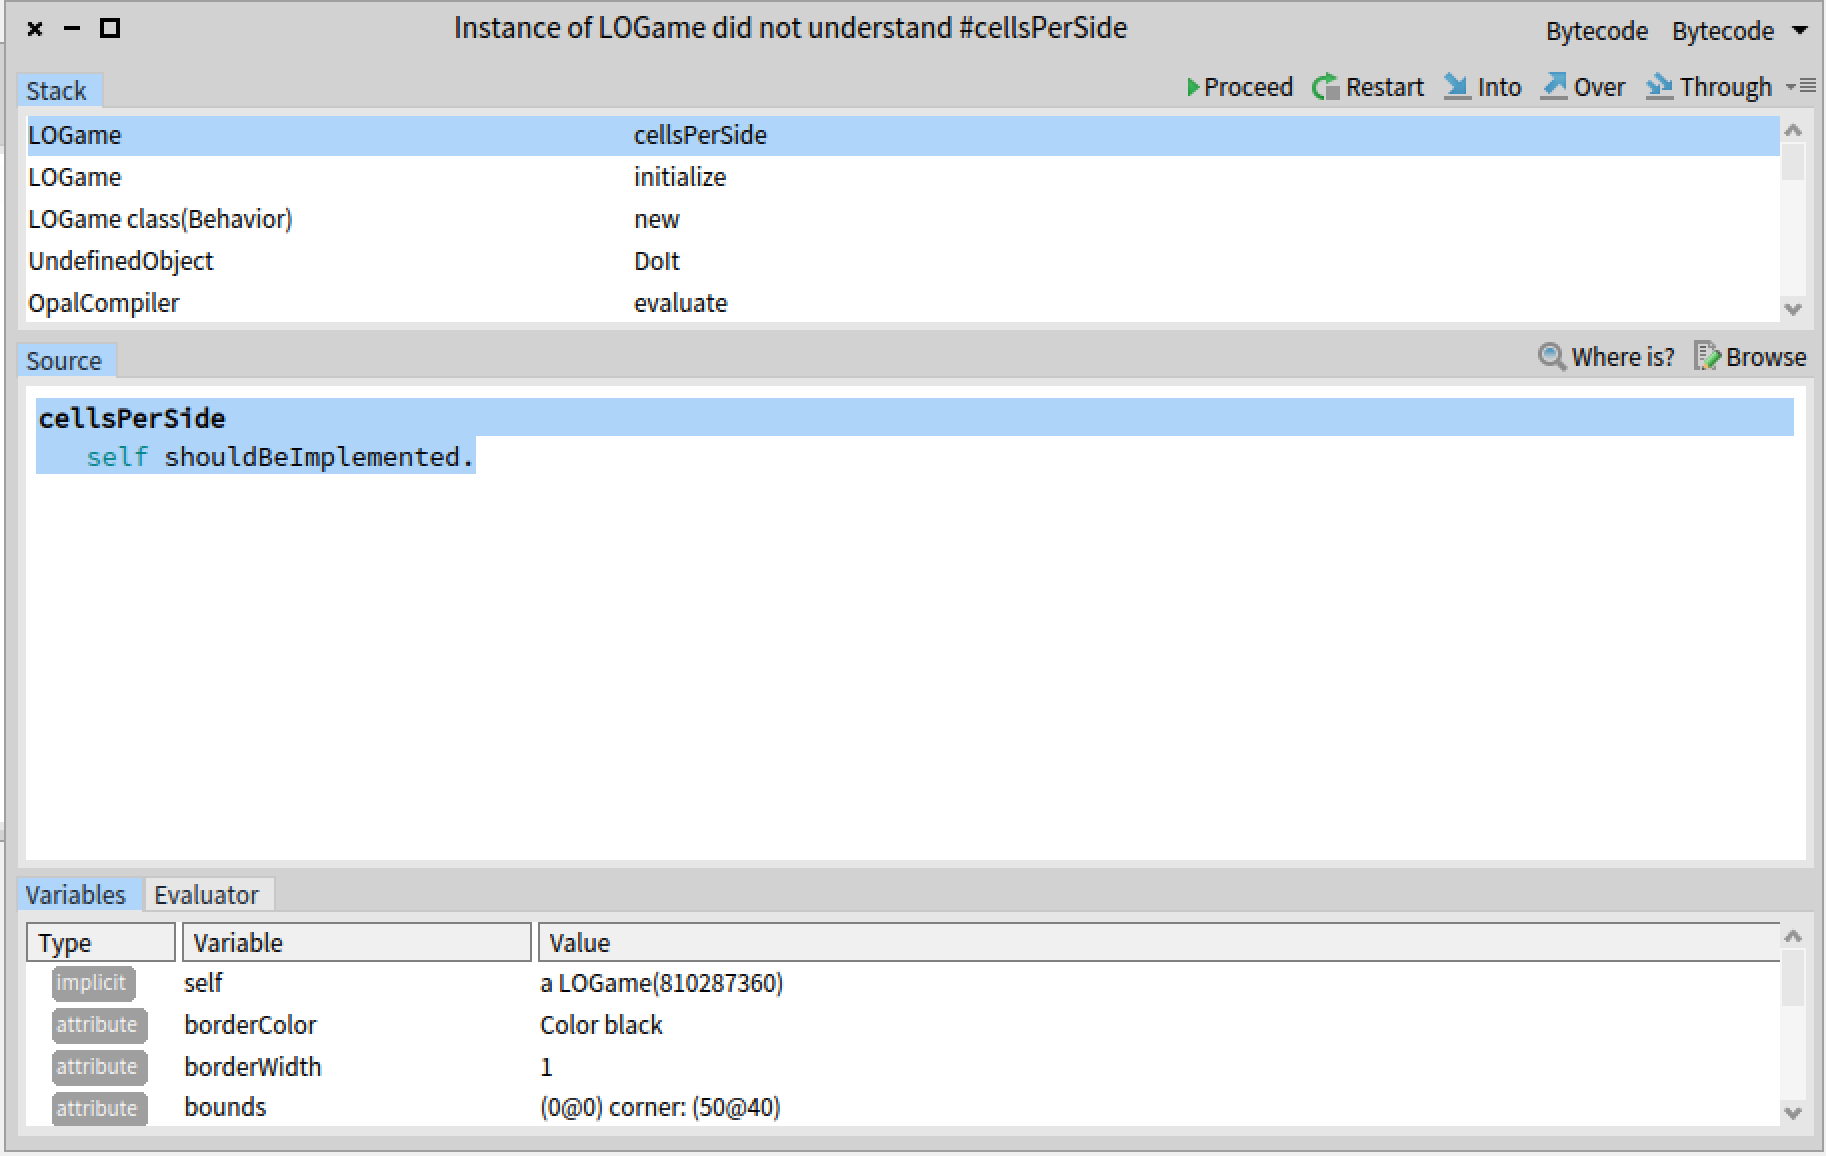 Instance of LOGame did not understand #cellsPerSide Bytecode Bytecode
Stack Proceed Restart Into Over Through
LOGame cellsPerSide
LOGame initialize
LOGame class(Behavior) new
UndefinedObject DoIt
OpalCompiler evaluate
Source Where is? Browse
cellsPerSide
self shouldBeImplemented.
Variables Evaluator
Type Variable Value
implicit self a LOGame(810287360)
attribute borderColor Color black
attribute borderWidth 1
attribute bounds (0@0) corner: (50@40)